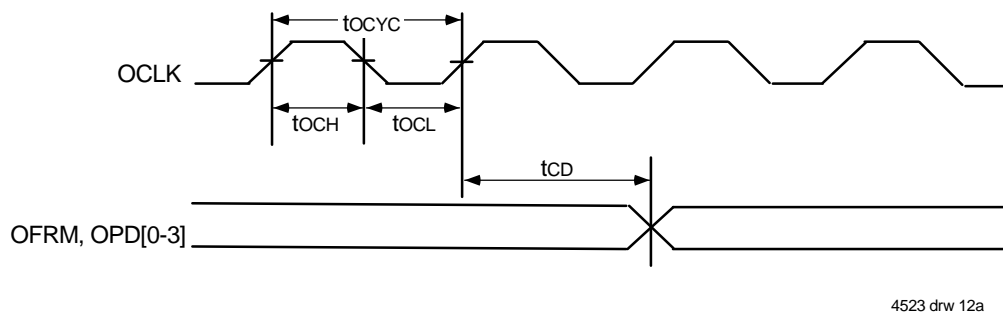 tOCYC
OCLK
tOCH
tOCL
tCD
OFRM, OPD[0-3]
4523 drw 12a